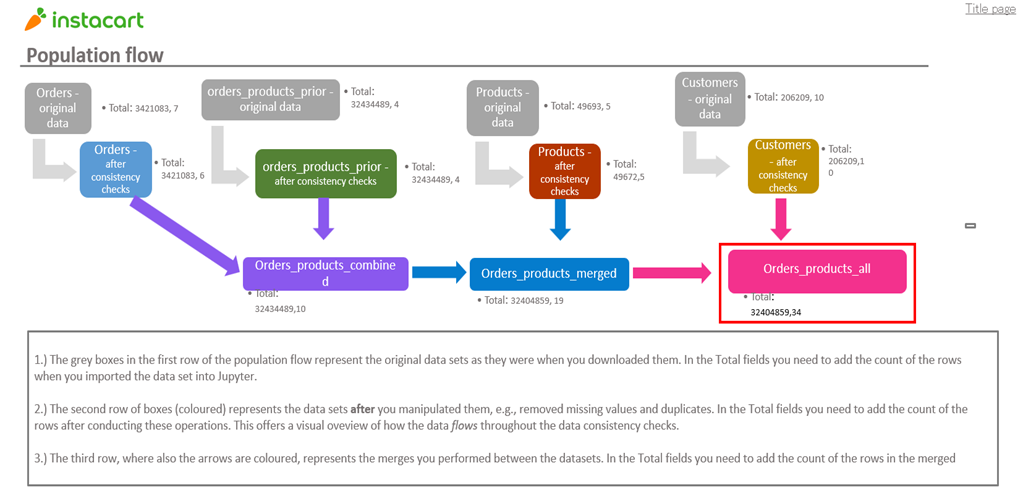 Title page
instacart
Population flow
Orders -
original
data
• Total: 3421083, 7
orders_products_prior -
original data
• Total:
32434489, 4
Products -
original
data
• Total: 49693, 5
Customers
- original
data
• Total: 206209, 10
Orders -
after
consistency
checks
• Total:
3421083, 6
orders_products_prior -
after consistency checks
• Total:
32434489, 4
Products -
after
consistency
checks
• Total:
49672,5
Customers
- after
consistency
checks
• Total:
206209,1
0
Orders_products_combine
d
• Total:
32434489,10
Orders_products_merged
• Total: 32404859, 19
Orders_products_all
• Total:
32404859,34
1.) The grey boxes in the first row of the population flow represent the original data sets as they were when you downloaded them. In the Total fields you need to add the count of the rows
when you imported the data set into Jupyter.
2.) The second row of boxes (coloured) represents the data sets after you manipulated them, e.g., removed missing values and duplicates. In the Total fields you need to add the count of the
rows after conducting these operations. This offers a visual oveview of how the data flows throughout the data consistency checks.
3.) The third row, where also the arrows are coloured, represents the merges you performed between the datasets. In the Total fields you need to add the count of the rows in the merged